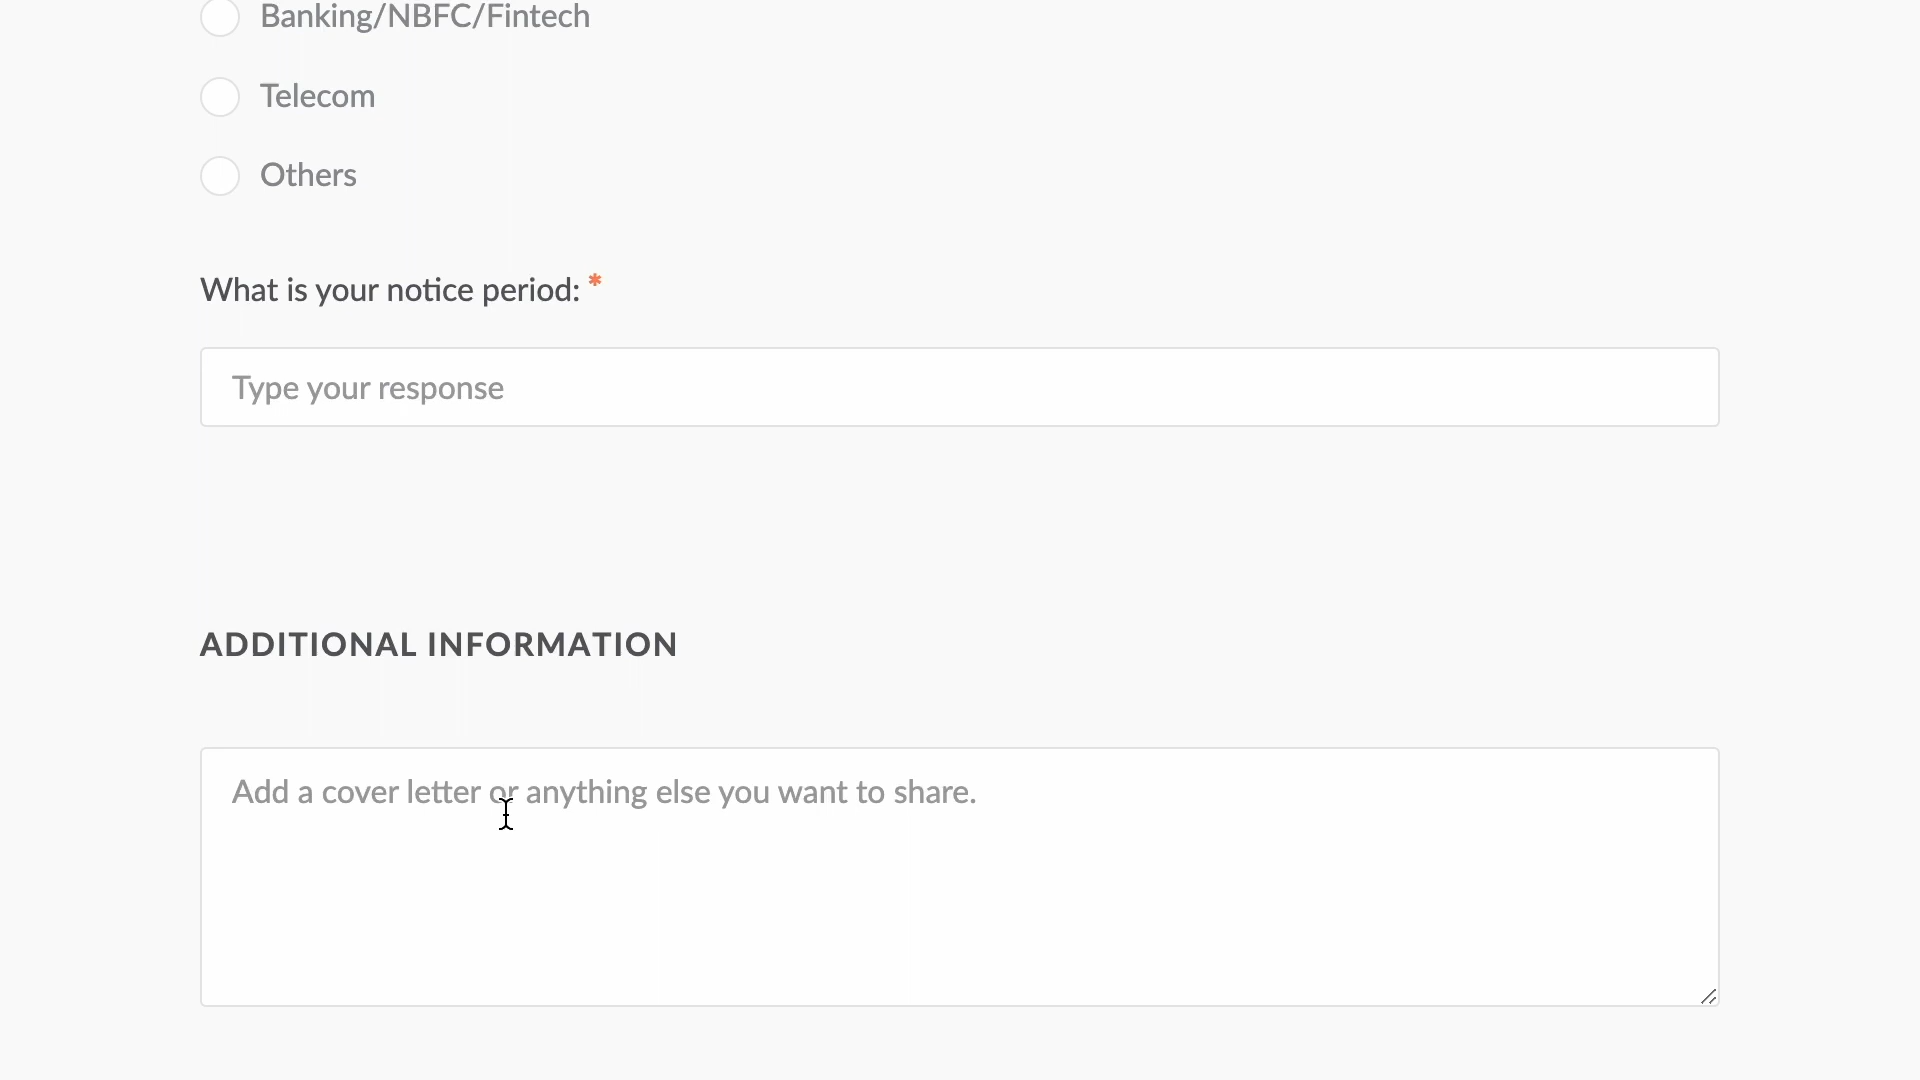 Banking/NBFC/Fintech
Telecom
Others
What is your notice period: *
Type your response
ADDITIONAL INFORMATION
Add a cover letter or anything else you want to share.